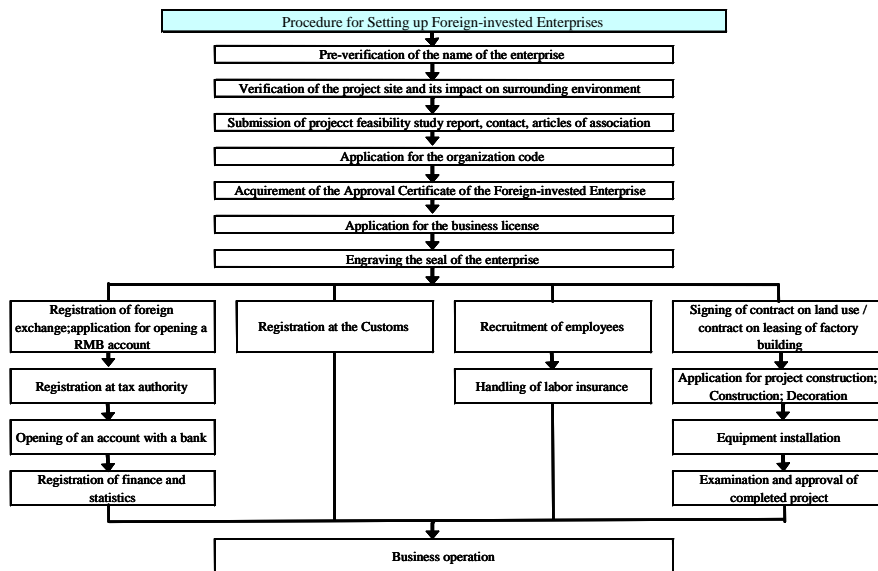 Procedure for Setting up Foreign-invested Enterprises
Pre-verification of the name of the enterprise
Verification of the project site and its impact on surrounding environment
Submission of projecct feasibility study report, contact, articles of association
Application for the organization code
Acquirement of the Approval Certificate of the Foreign-invested Enterprise
Application for the business license
Engraving the seal of the enterprise
Registration of foreign
exchange;application for opening a
RMB account
Registration at tax authority
Opening of an account with a bank
Registration of finance and
statistics
Registration at the Customs
Recruitment of employees
Handling of labor insurance
Signing of contract on land use /
contract on leasing of factory
building
Application for project construction;
Construction; Decoration
Equipment installation
Examination and approval of
completed project
Business operation